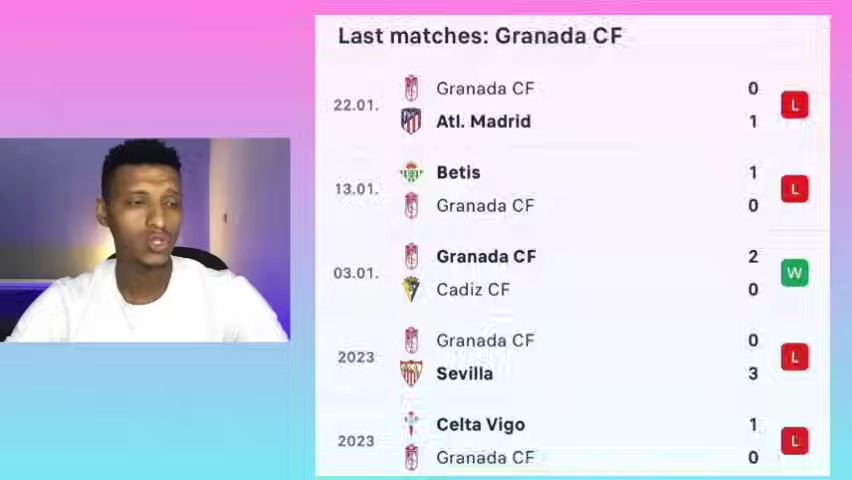 Last matches: Granada CF
22.01.
Granada CF 0
Atl. Madrid 1
L
13.01.
Betis 1
Granada CF 0
L
03.01.
Granada CF 2
Cadiz CF 0
W
2023
Granada CF 0
Sevilla 3
L
2023
Celta Vigo 1
Granada CF 0
L